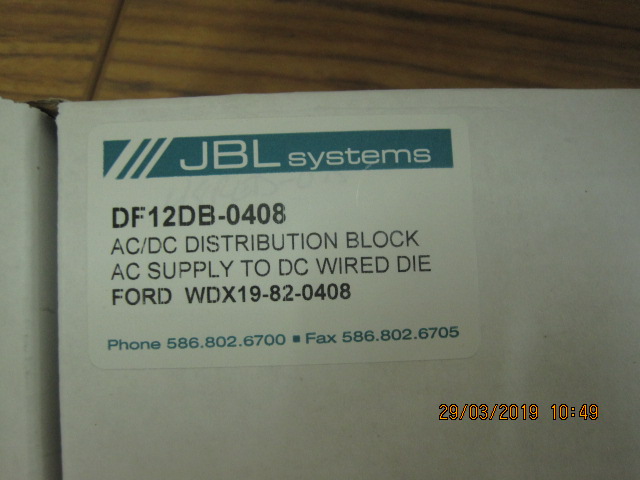 JBL systems
DF12DB-0408
AC/DC DISTRIBUTION BLOCK
AC SUPPLY TO DC WIRED DIE
FORD WDX19-82-0408
Phone 586.802.6700 ▪ Fax 586.802.6705
29/03/2019 10:49